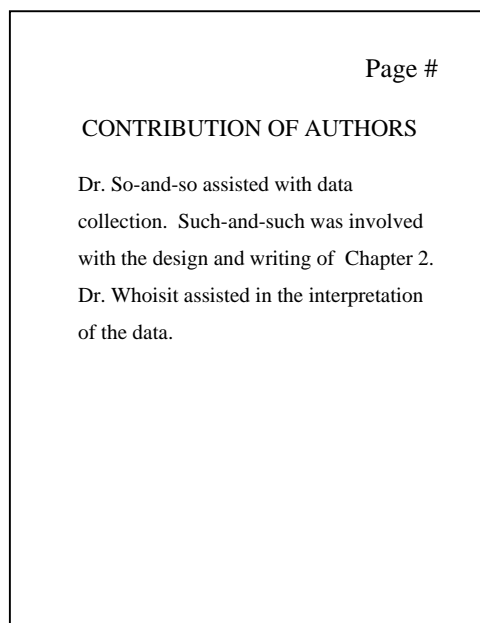 Page #
CONTRIBUTION OF AUTHORS
Dr. So-and-so assisted with data
collection.  Such-and-such was involved
with the design and writing of  Chapter 2.
Dr. Whoisit assisted in the interpretation
of the data.